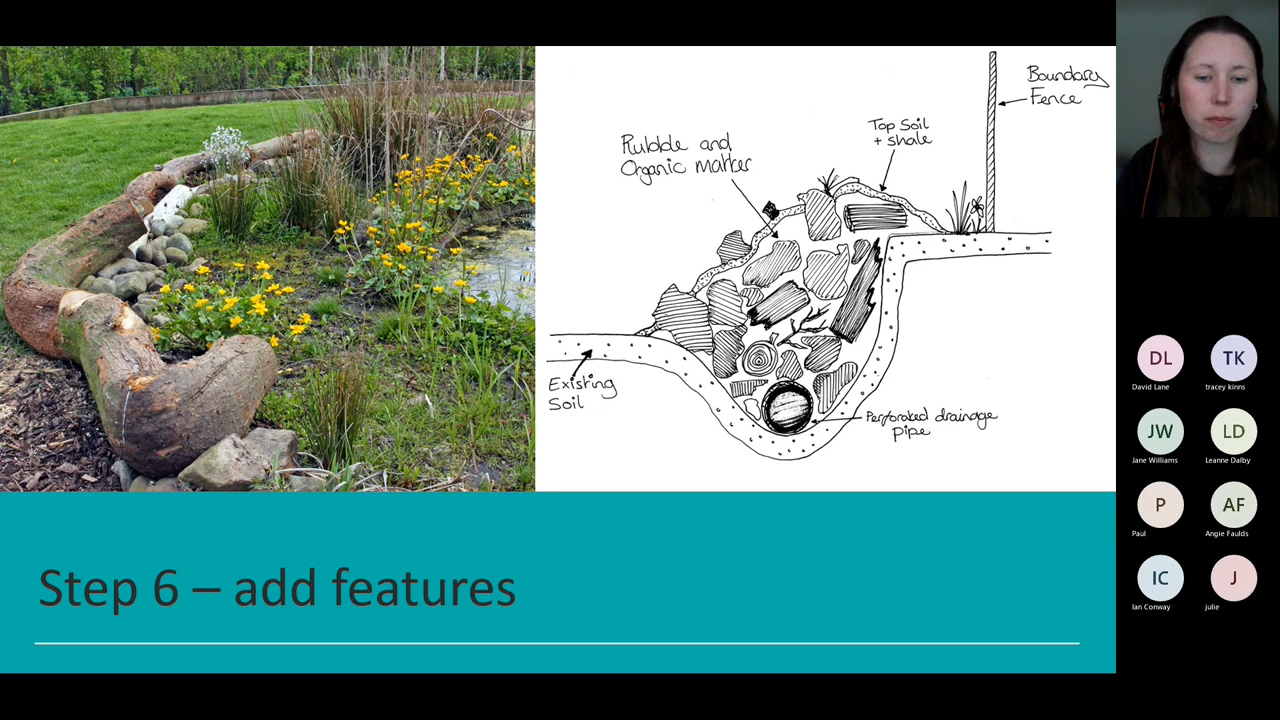 Boundary
Fence
Top Soil
+ shale
Rubble and
Organic matter
Existing
Soil
Perforated drainage
pipe
Step 6 – add features
DL
David Lane
TK
tracey kinns
JW
Jane Williams
LD
Leanne Dalby
P
Paul
AF
Angie Faulds
IC
Ian Conway
J
julie